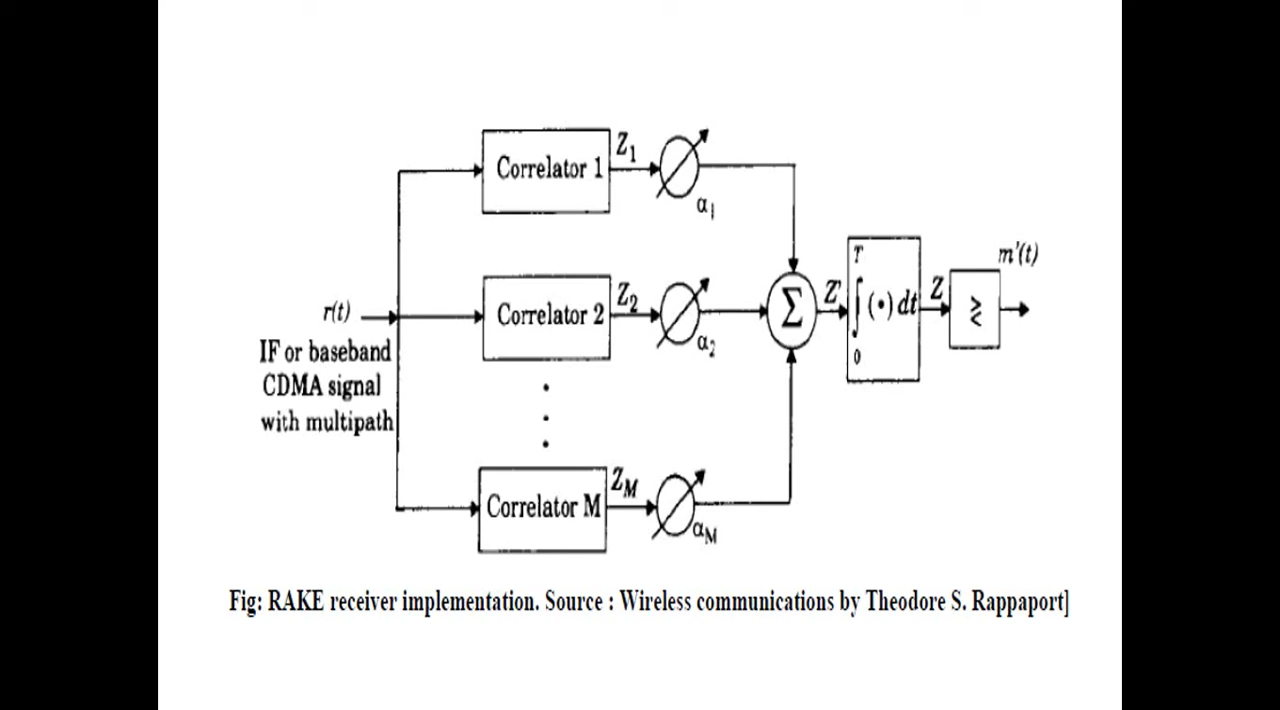 Correlator 1
Z1
α1
r(t)
IF or baseband
CDMA signal
with multipath
Correlator 2
Z2
α2
Correlator M
ZM
αM
Σ
Z'
T
∫ (•) dt
0
Z
≷
m'(t)
Fig: RAKE receiver implementation. Source : Wireless communications by Theodore S. Rappaport]